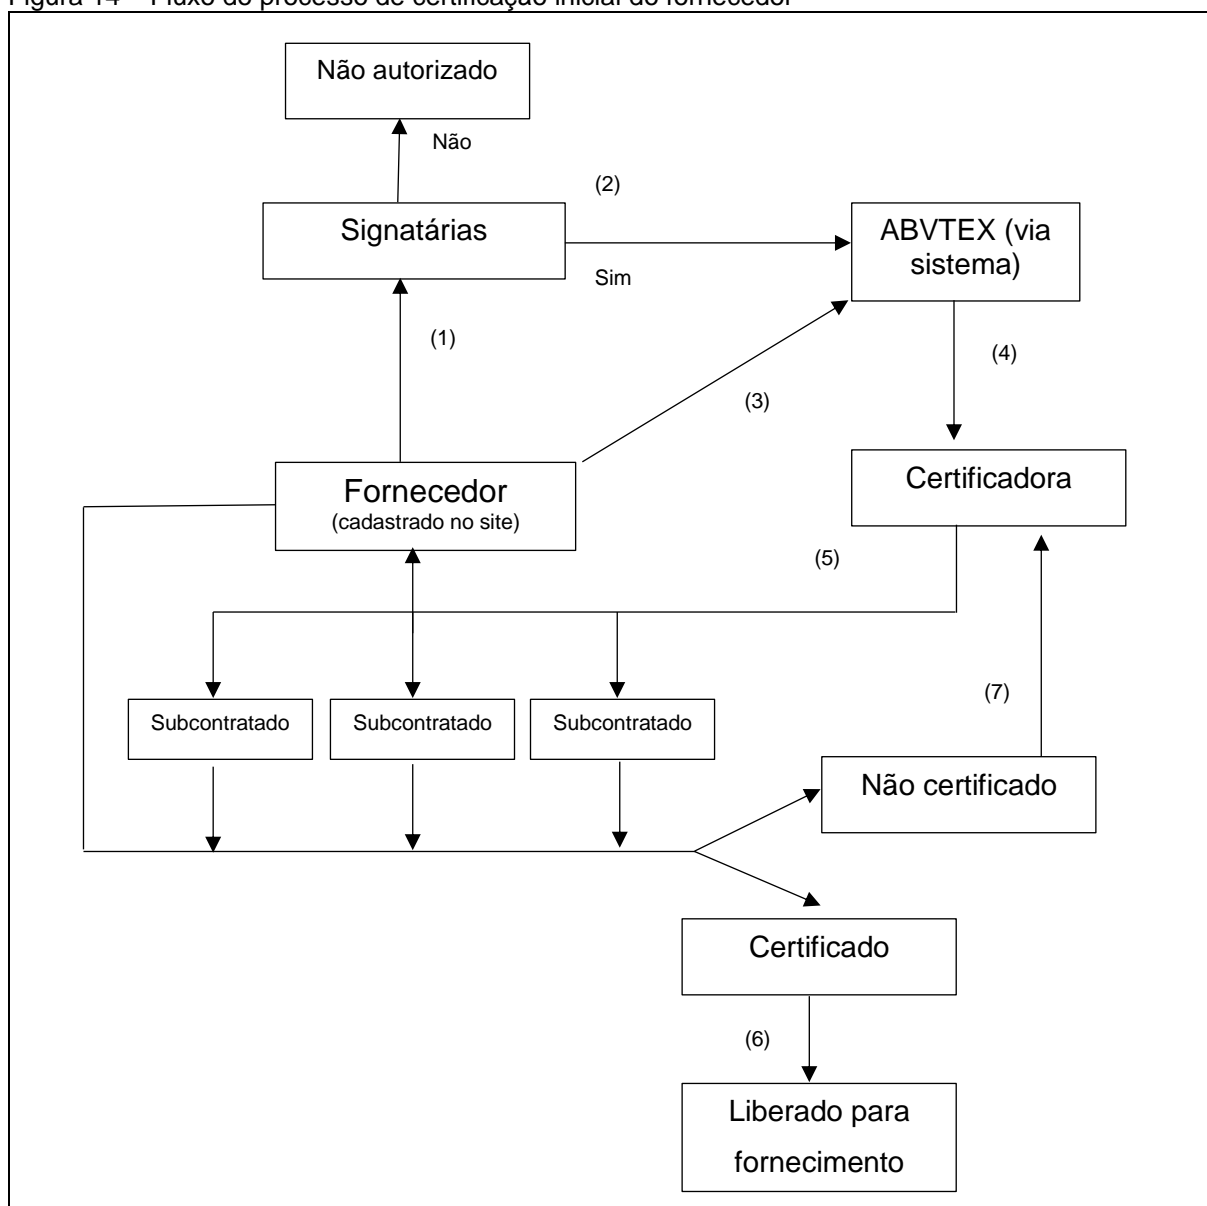 Figura 14 – Fluxo do processo de certificação inicial do fornecedor
Não autorizado
Não
(2)
Signatárias
ABVTEX (via
sistema)
Sim
(1)
(4)
(3)
Fornecedor
(cadastrado no site)
Certificadora
(5)
(7)
Subcontratado
Subcontratado
Subcontratado
Não certificado
Certificado
(6)
Liberado para
fornecimento